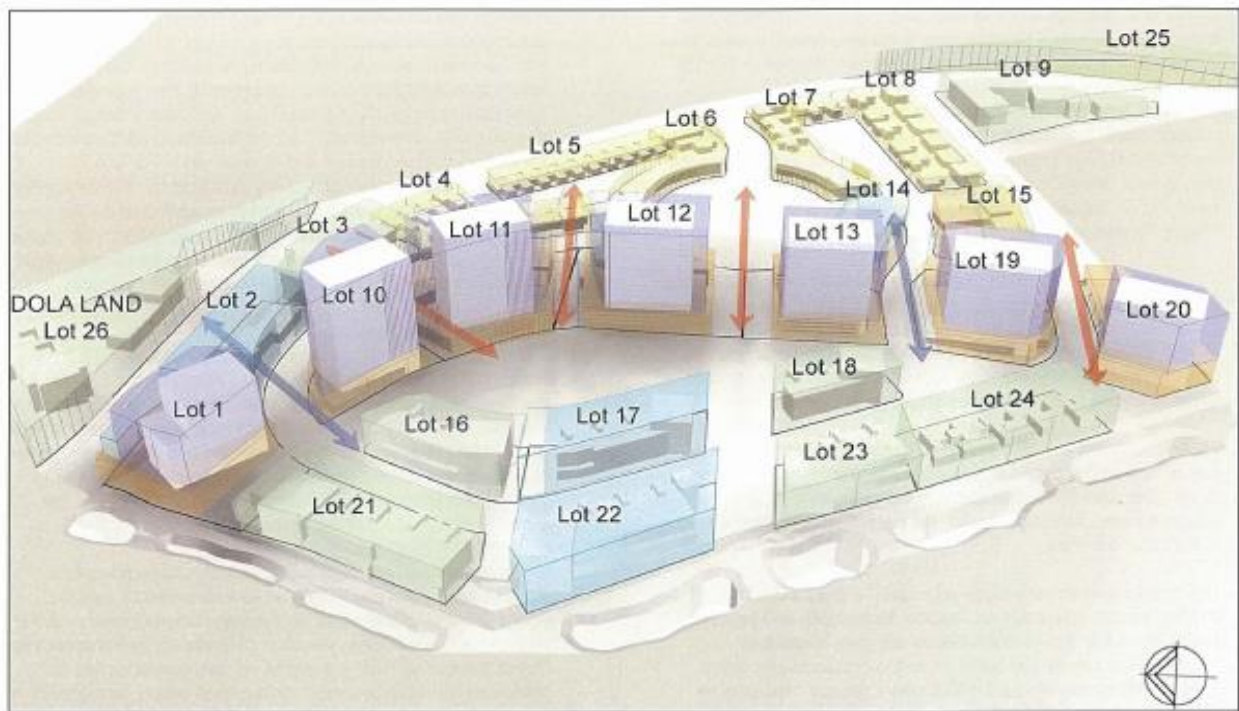 Lot 25
Lot 9
Lot 8
Lot 7
Lot 6
Lot 5
Lot 4
Lot 14
Lot 15
Lot 3
Lot 11
Lot 12
Lot 13
Lot 19
Lot 10
Lot 2
DOLA LAND
Lot 26
Lot 20
Lot 18
Lot 24
Lot 1
Lot 16
Lot 17
Lot 23
Lot 21
Lot 22